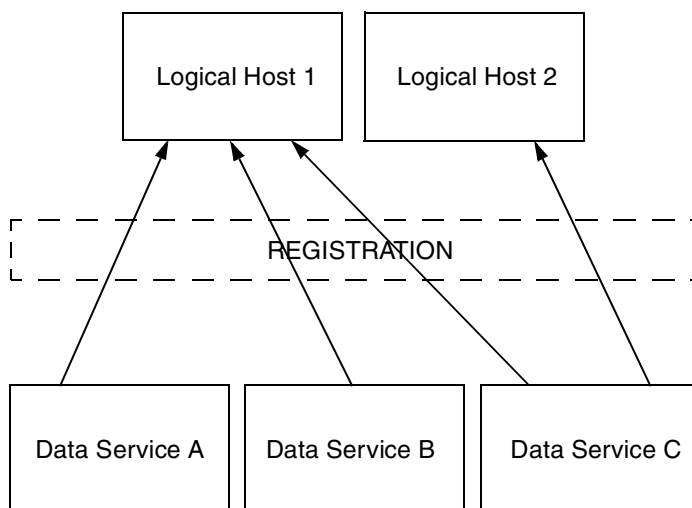 Logical Host 1
Logical Host 2
REGISTRATION
Data Service A
Data Service B
Data Service C